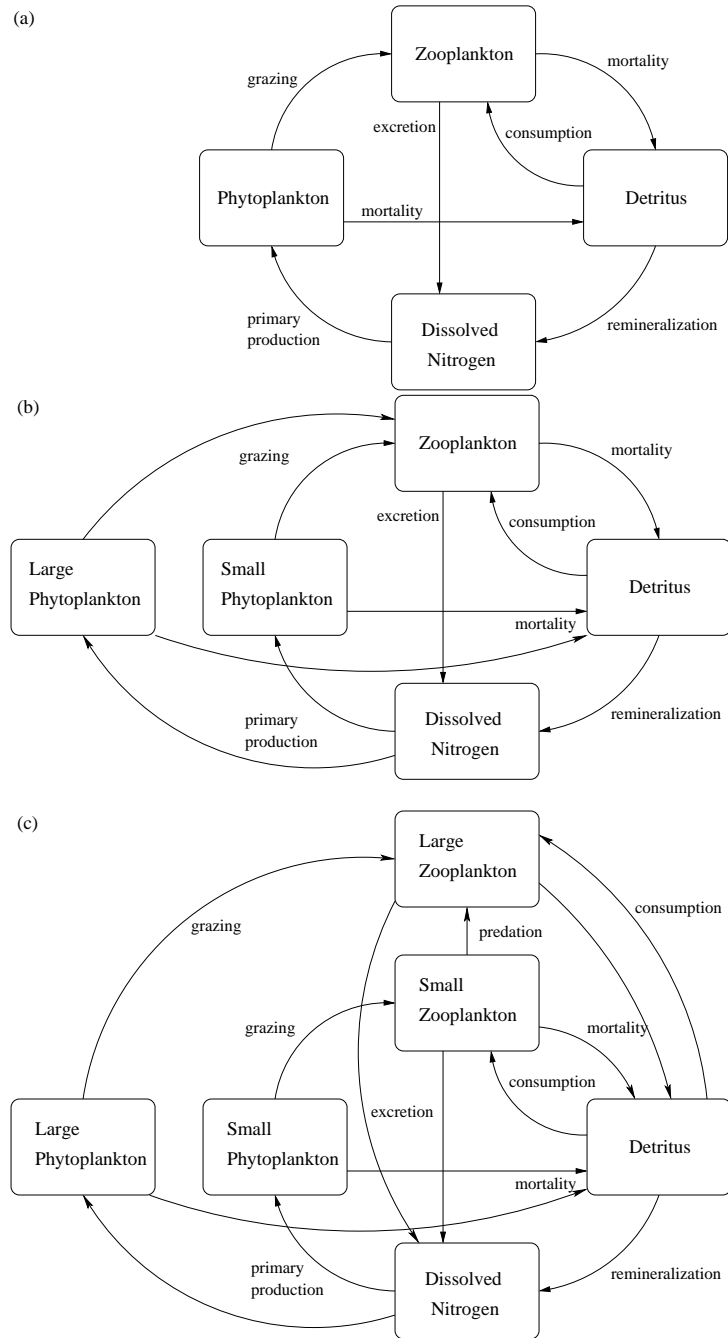 (a)
Zooplankton
mortality
grazing
excretion
consumption
Phytoplankton
Detritus
mortality
primary
production
Dissolved
Nitrogen
remineralization
(b)
Zooplankton
mortality
grazing
excretion
consumption
Large
Phytoplankton
Small
Phytoplankton
Detritus
mortality
primary
production
Dissolved
Nitrogen
remineralization
(c)
Large
Zooplankton
consumption
grazing
predation
Small
Zooplankton
grazing
mortality
consumption
excretion
Large
Phytoplankton
Small
Phytoplankton
Detritus
mortality
primary
production
Dissolved
Nitrogen
remineralization